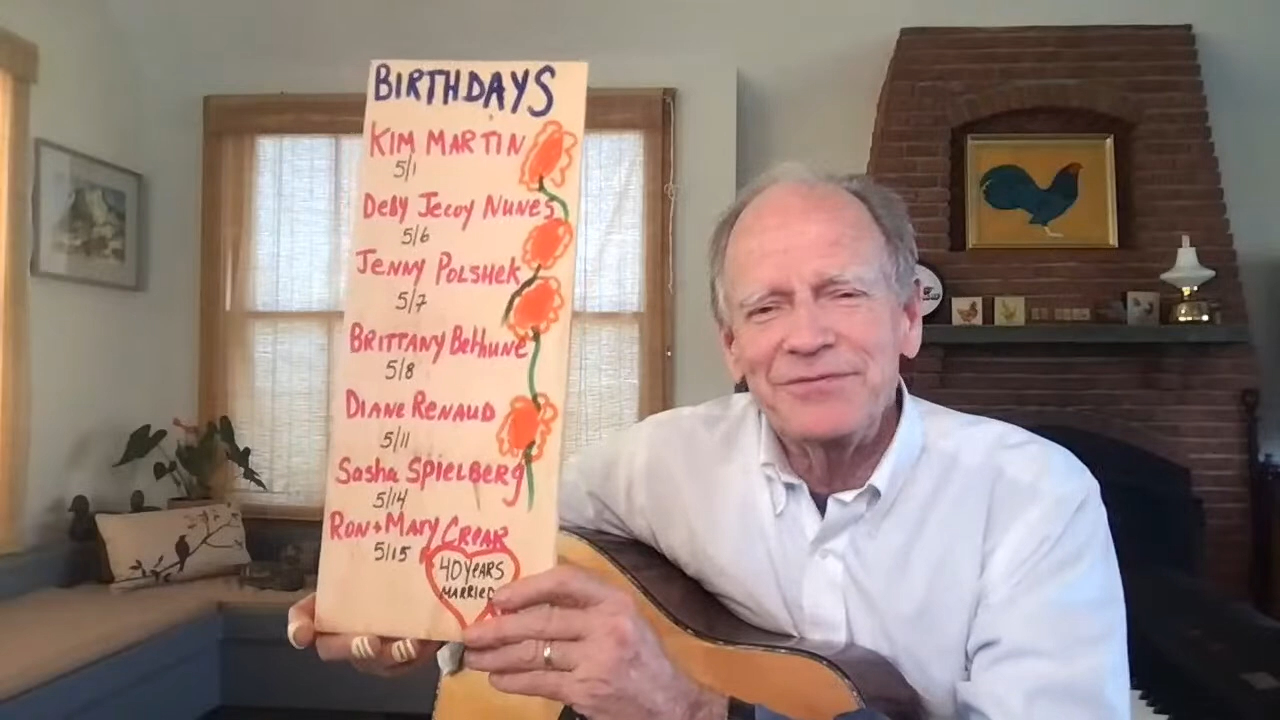 BIRTHDAYS
KIM MARTIN
5/1
Deby Jecoy Nunes
5/6
Jenny Polshek
5/7
BRITTANY BeThune
5/8
DIANE RENAUD
5/11
Sasha Spielberg
5/14
RON + MARY CREAR
5/15
40 YeARS
MARRIED